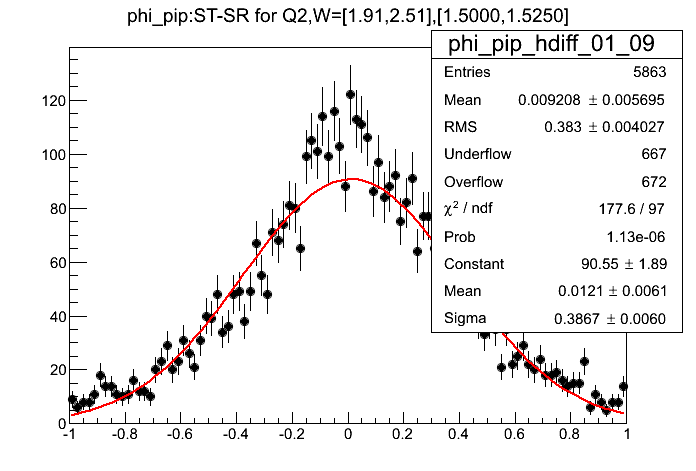 phi_pip:ST-SR for Q2,W=[1.91,2.51],[1.5000,1.5250]
phi_pip_hdiff_01_09
Entries 5863
Mean 0.009208 ± 0.005695
RMS 0.383 ± 0.004027
Underflow 667
Overflow 672
χ² / ndf 177.6 / 97
Prob 1.13e-06
Constant 90.55 ± 1.89
Mean 0.0121 ± 0.0061
Sigma 0.3867 ± 0.0060
120
100
80
60
40
20
0
-1 -0.8 -0.6 -0.4 -0.2 0 0.2 0.4 0.6 0.8 1